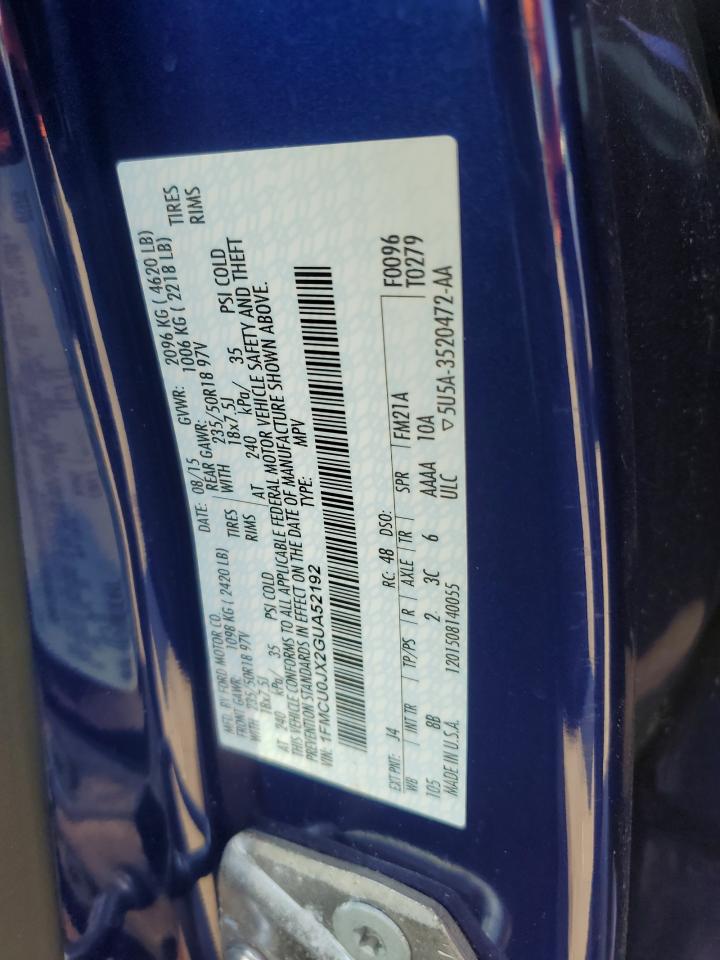 MFD. BY FORD MOTOR CO. DATE: 08/15 GVWR: 2096 KG ( 4620 LB)
FRONT GAWR: 1098 KG ( 2420 LB) REAR GAWR: 1006 KG ( 2218 LB)
WITH 235/50R18 97V TIRES WITH 235/50R18 97V TIRES
18x7.5J RIMS 18x7.5J RIMS
AT 240 kPa/ 35 PSI COLD AT 240 kPa/ 35 PSI COLD
THIS VEHICLE CONFORMS TO ALL APPLICABLE FEDERAL MOTOR VEHICLE SAFETY AND THEFT
PREVENTION STANDARDS IN EFFECT ON THE DATE OF MANUFACTURE SHOWN ABOVE.
VIN: 1FMCU0JX2GUA52192 TYPE: MPV
EXT PNT: J4 RC: 48 DSO: F0096
WB INT TR TP/PS R AXLE TR SPR FM21A T0279
105 BB 2. 3C 6 AAAA 10A
MADE IN U.S.A. 1201508140055 ULC ▽5U5A-3520472-AA